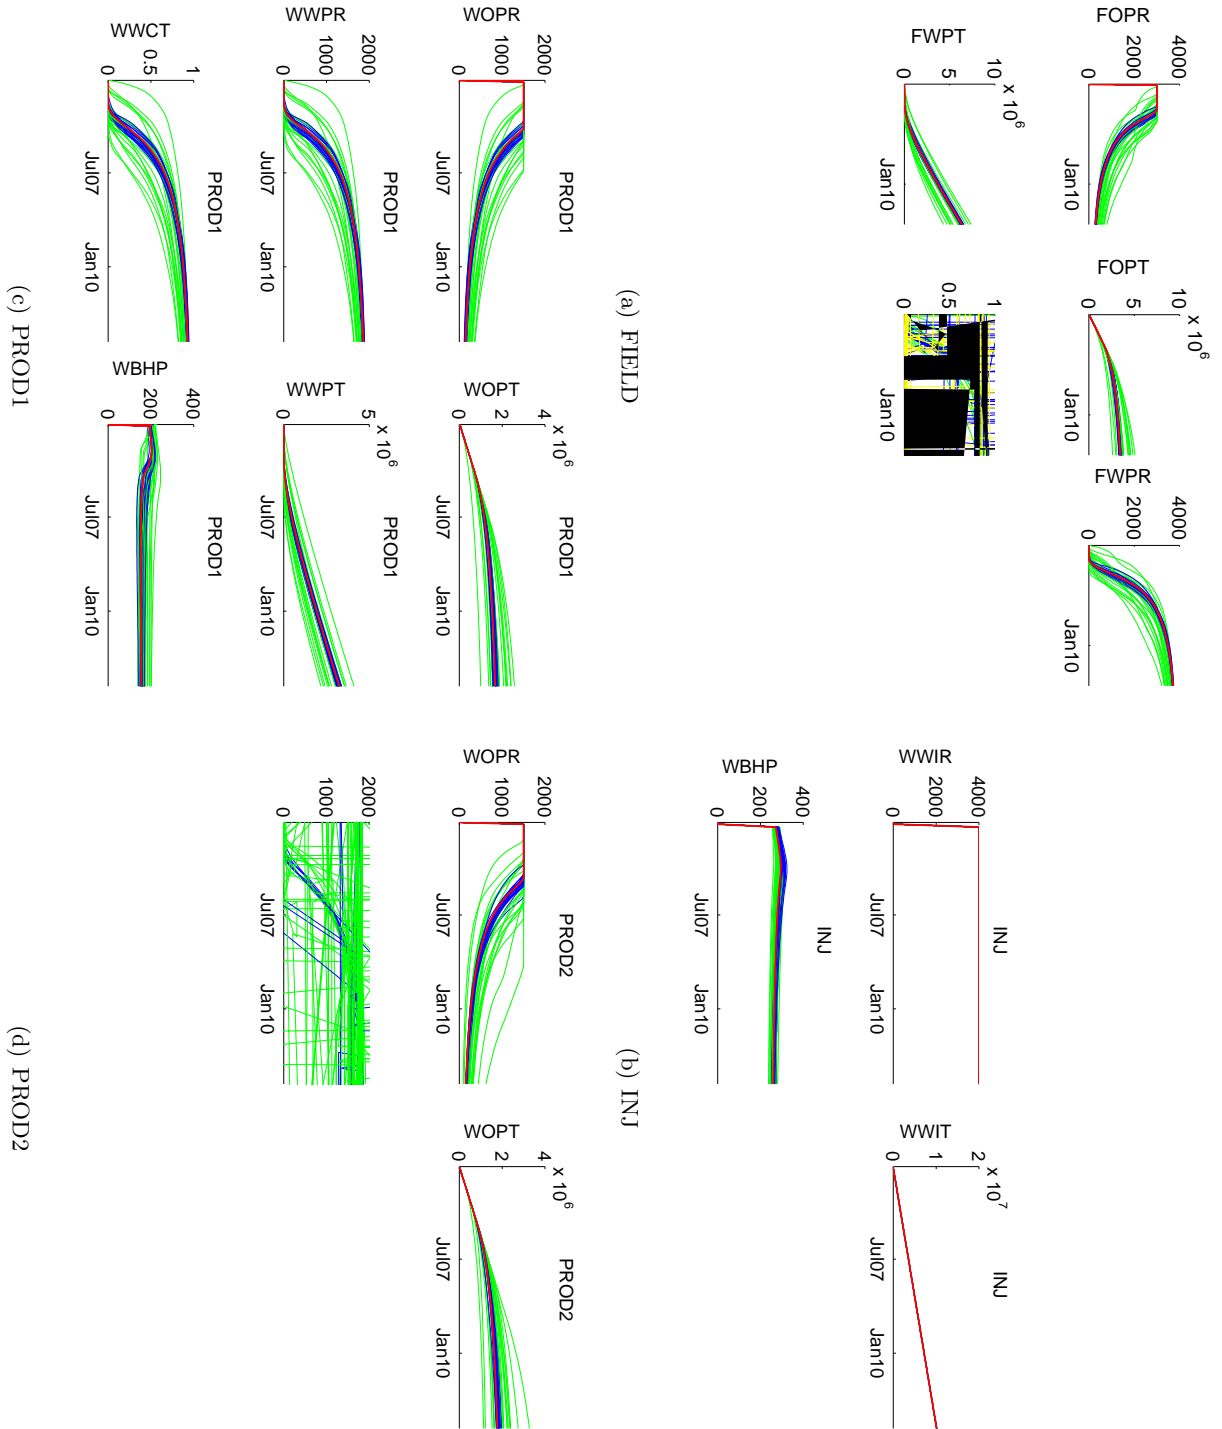 FOPR
4000
2000
0
Jan10
FOPT
x 10^6
10
5
0
Jan10
FWPR
4000
2000
0
Jan10
FWPT
x 10^6
10
5
0
Jan10
1
0.5
0
Jan10
(a) FIELD
INJ
WWIR
4000
2000
0
Jul07
Jan10
INJ
WWIT
x 10^7
2
1
0
Jul07
Jan10
INJ
WBHP
400
200
0
Jul07
Jan10
(b) INJ
PROD1
WOPR
2000
1000
0
Jul07
Jan10
PROD1
WOPT
x 10^6
4
2
0
Jul07
Jan10
PROD1
WWPR
2000
1000
0
Jul07
Jan10
PROD1
WWPT
x 10^6
5
0
Jul07
Jan10
PROD1
WWCT
1
0.5
0
Jul07
Jan10
PROD1
WBHP
400
200
0
Jul07
Jan10
(c) PROD1
PROD2
WOPR
2000
1000
0
Jul07
Jan10
PROD2
WOPT
x 10^6
4
2
0
Jul07
Jan10
2000
1000
0
Jul07
Jan10
(d) PROD2